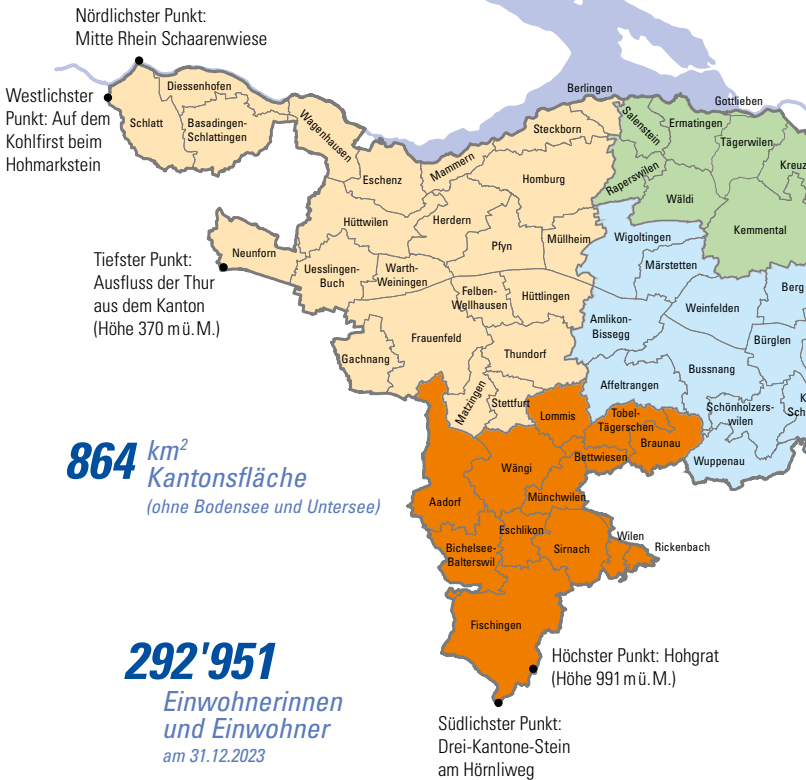 Nördlichster Punkt:
Mitte Rhein Schaarenwiese
Westlichster
Punkt: Auf dem
Kohlfirst beim
Hohmarkstein
Diessenhofen
Schlatt
Basadingen-
Schlattingen
Wagenhausen
Berlingen
Gottlieben
Steckborn
Salenstein
Ermatingen
Tägerwilen
Kreuz
Eschenz
Mammern
Homburg
Raperswilen
Wäldi
Kemmental
Hüttwilen
Herdern
Pfyn
Müllheim
Wigoltingen
Märstetten
Berg
Neunforn
Tiefster Punkt:
Ausfluss der Thur
aus dem Kanton
(Höhe 370 m ü. M.)
Uesslingen-
Buch
Warth-
Weiningen
Felben-
Wellhausen
Hüttlingen
Amlikon-
Bissegg
Weinfelden
Bürglen
Gachnang
Frauenfeld
Thundorf
Matzingen
Stettfurt
Affeltrangen
Bussnang
Schönholzers-
wilen
K
Sch
Wuppenau
Lommis
Tobel-
Tägerschen
Braunau
Bettwiesen
Wängi
Münchwilen
Aadorf
Eschlikon
Bichelsee-
Balterswil
Sirnach
Wilen
Rickenbach
Fischingen
864 km²
Kantonsfläche
(ohne Bodensee und Untersee)
292'951
Einwohnerinnen
und Einwohner
am 31.12.2023
Höchster Punkt: Hohgrat
(Höhe 991 m ü. M.)
Südlichster Punkt:
Drei-Kantone-Stein
am Hörnliweg